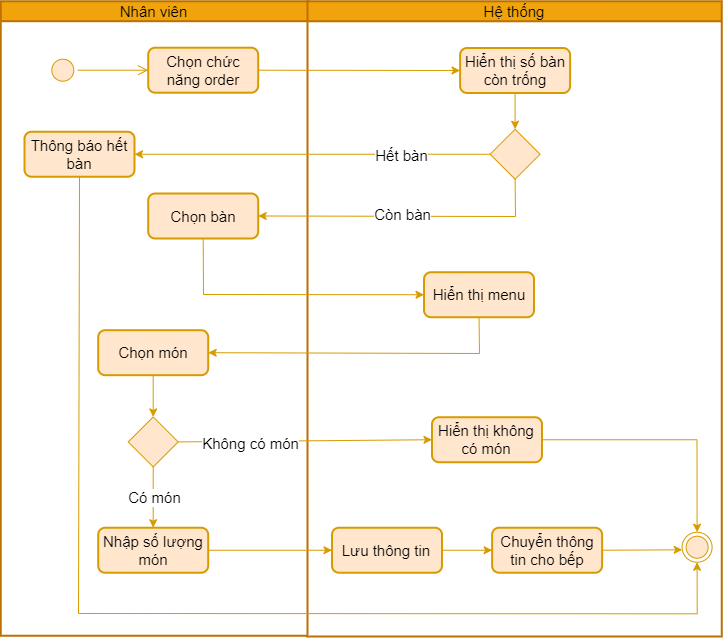 Nhân viên
Hệ thống
Chọn chức
năng order
Hiển thị số bàn
còn trống
Thông báo hết
bàn
Hết bàn
Chọn bàn
Còn bàn
Hiển thị menu
Chọn món
Không có món
Hiển thị không
có món
Có món
Nhập số lượng
món
Lưu thông tin
Chuyển thông
tin cho bếp